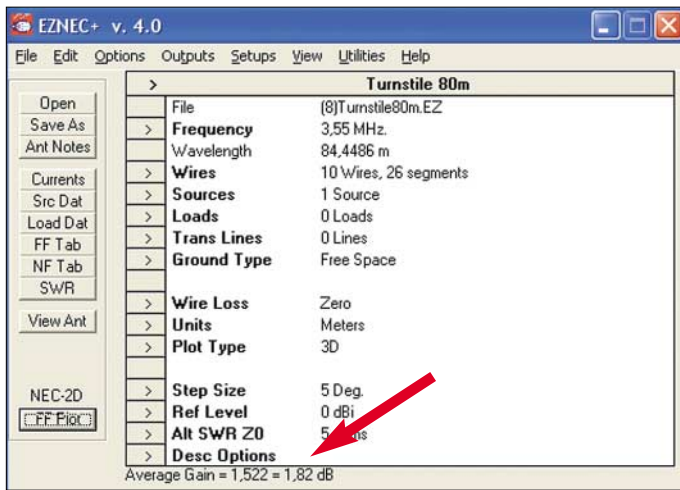 EZNEC+ v. 4.0
File Edit Options Outputs Setups View Utilities Help
> Turnstile 80m
Open
Save As
Ant Notes
Currents
Src Dat
Load Dat
FF Tab
NF Tab
SWR
View Ant
NEC-2D
FF Plot
File (8)Turnstile80m.EZ
> Frequency 3,55 MHz.
Wavelength 84,4486 m
> Wires 10 Wires, 26 segments
> Sources 1 Source
> Loads 0 Loads
> Trans Lines 0 Lines
> Ground Type Free Space
> Wire Loss Zero
> Units Meters
> Plot Type 3D
> Step Size 5 Deg.
> Ref Level 0 dBi
> Alt SWR Z0
> Desc Options
Average Gain = 1,522 = 1,82 dB